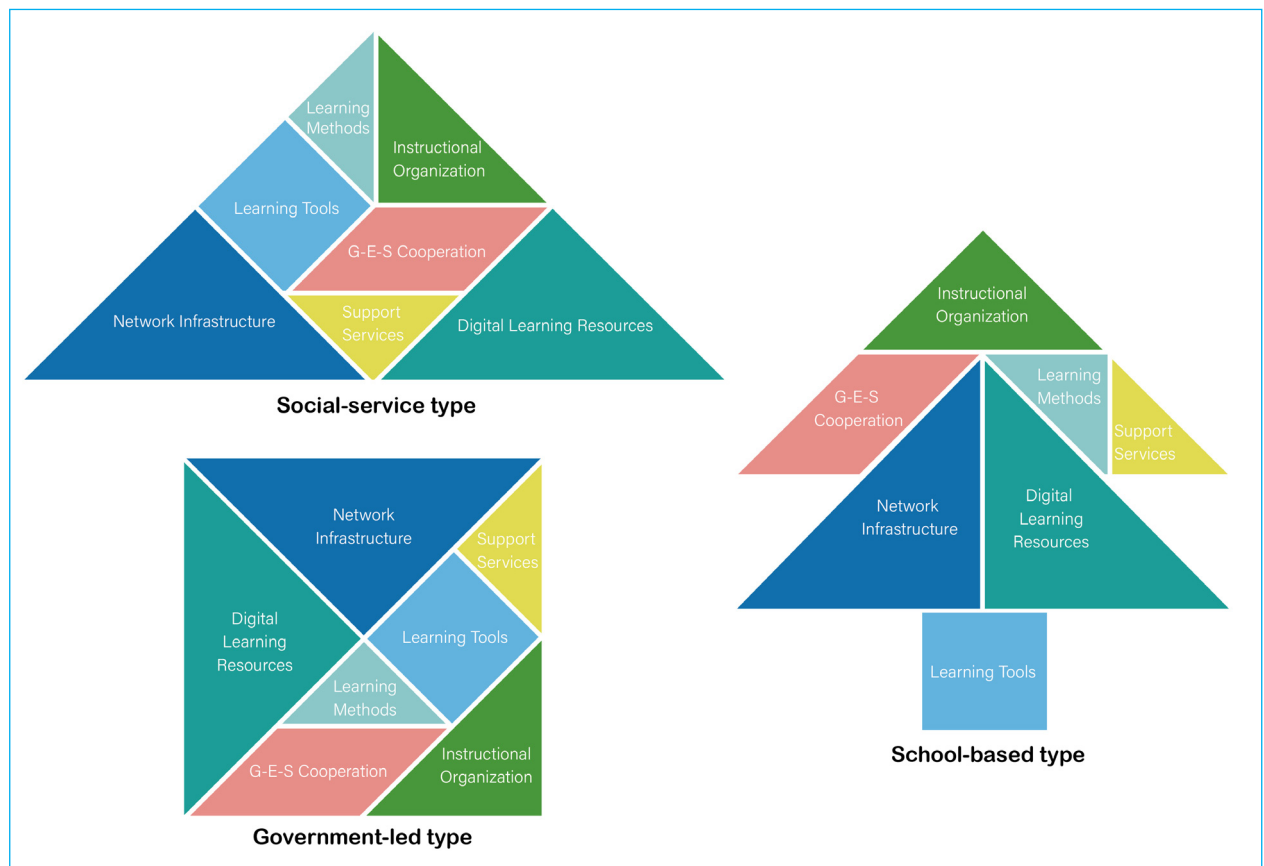 Learning
Methods
Instructional
Organization
Learning Tools
G-E-S Cooperation
Network Infrastructure
Support
Services
Digital Learning Resources
Social-service type
Network
Infrastructure
Support
Services
Digital
Learning
Resources
Learning Tools
Learning
Methods
G-E-S Cooperation
Instructional
Organization
Government-led type
Instructional
Organization
G-E-S
Cooperation
Learning
Methods
Support
Services
Network
Infrastructure
Digital
Learning
Resources
Learning Tools
School-based type